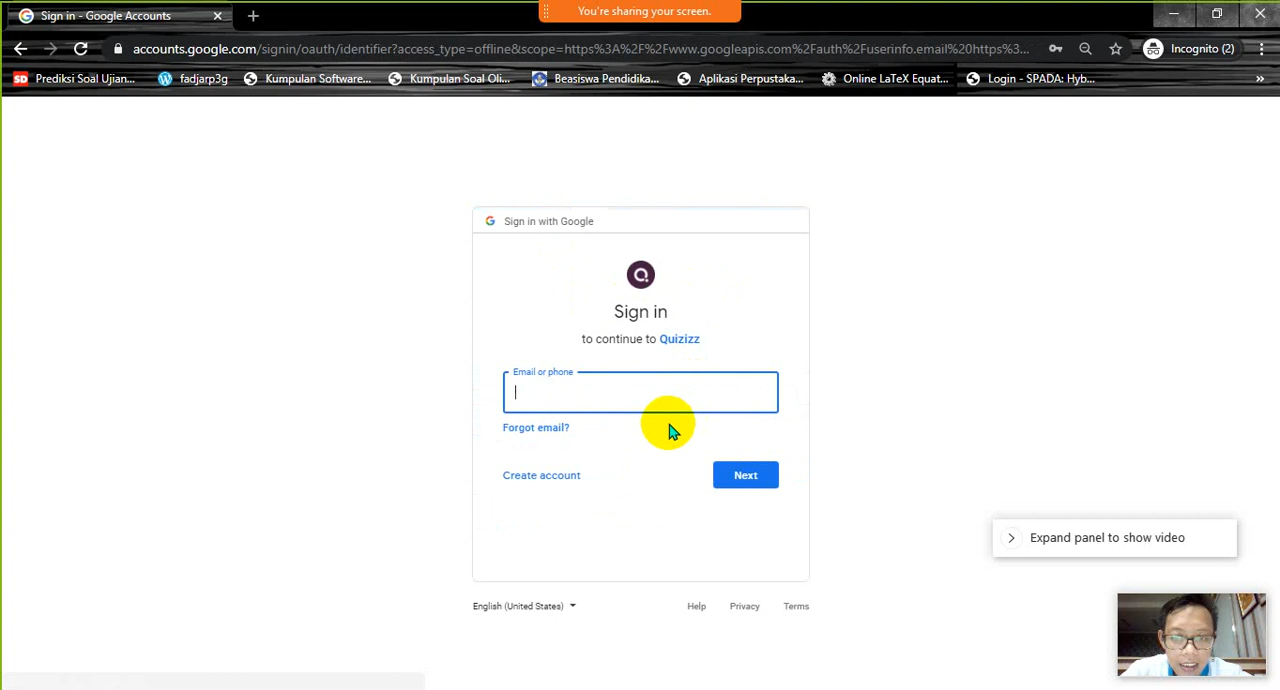 Sign in - Google Accounts
You're sharing your screen.
accounts.google.com/signin/oauth/identifier?access_type=offline&scope=https%3A%2F%2Fwww.googleapis.com%2Fauth%2Fuserinfo.email%20https%3...
Incognito (2)
SD Prediksi Soal Ujian...
fadjarp3g
Kumpulan Software...
Kumpulan Soal Oli...
Beasiswa Pendidika...
Aplikasi Perpustaka...
Online LaTeX Equat...
Login - SPADA: Hyb...
»
G Sign in with Google
Sign in
to continue to Quizizz
Email or phone
Forgot email?
Create account
Next
Expand panel to show video
English (United States)
Help
Privacy
Terms